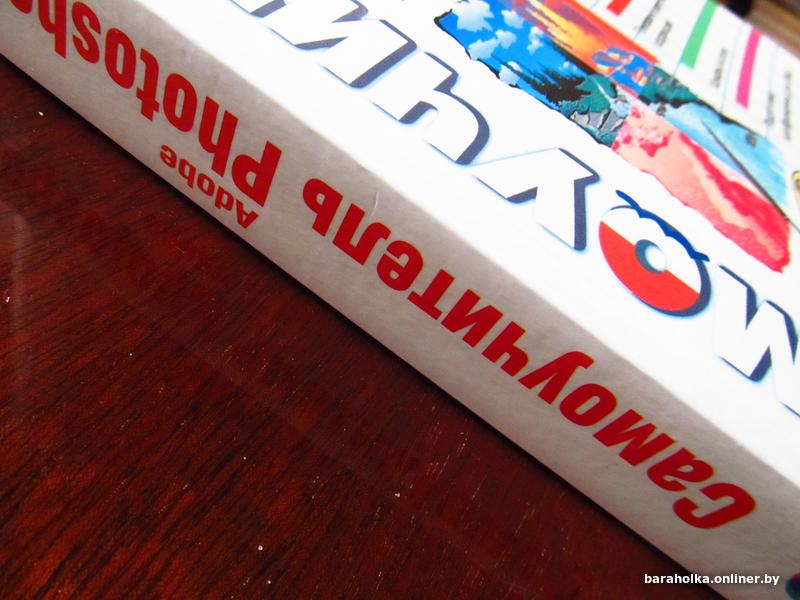 Самоучитель Photosh
Adobe
моучи
baraholka.onliner.by